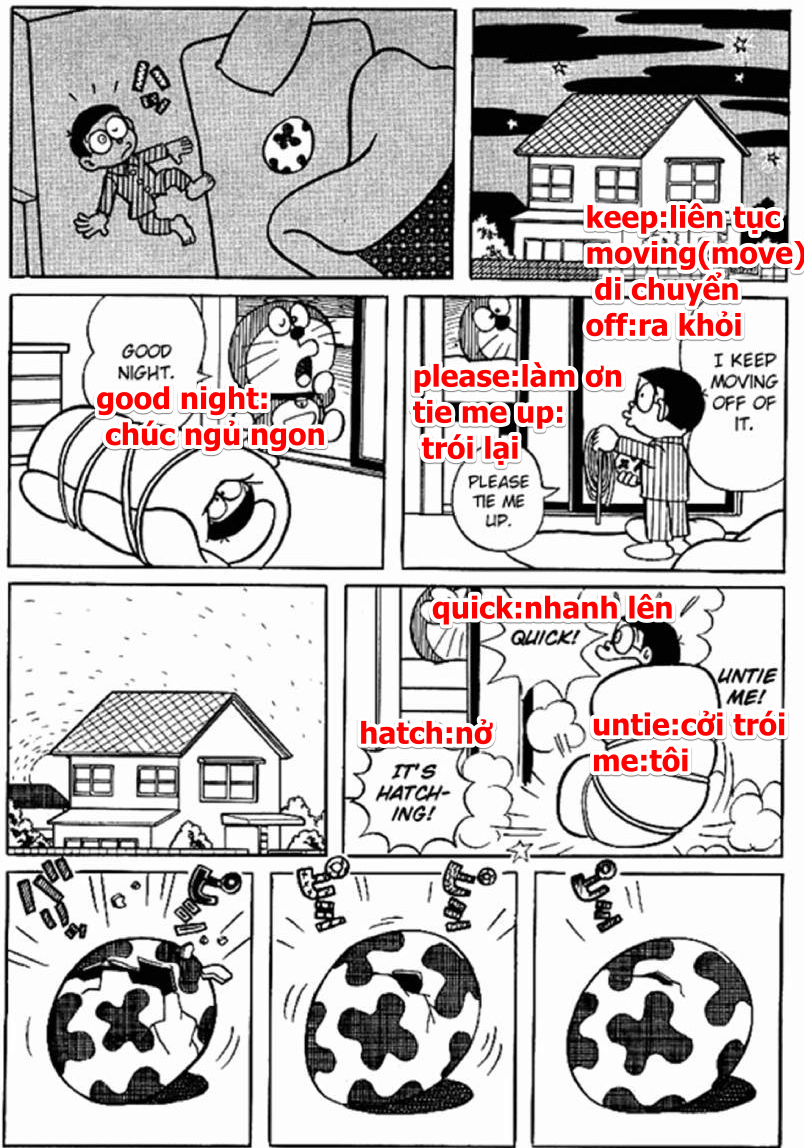 keep:liên tục
moving(move)
di chuyển
off:ra khỏi
I KEEP
MOVING
OFF OF
IT.
please:làm ơn
tie me up:
trói lại
PLEASE
TIE ME
UP.
GOOD
NIGHT.
good night:
chúc ngủ ngon
quick:nhanh lên
QUICK!
UNTIE
ME!
untie:cởi trói
me:tôi
hatch:nở
IT'S
HATCH-
ING!